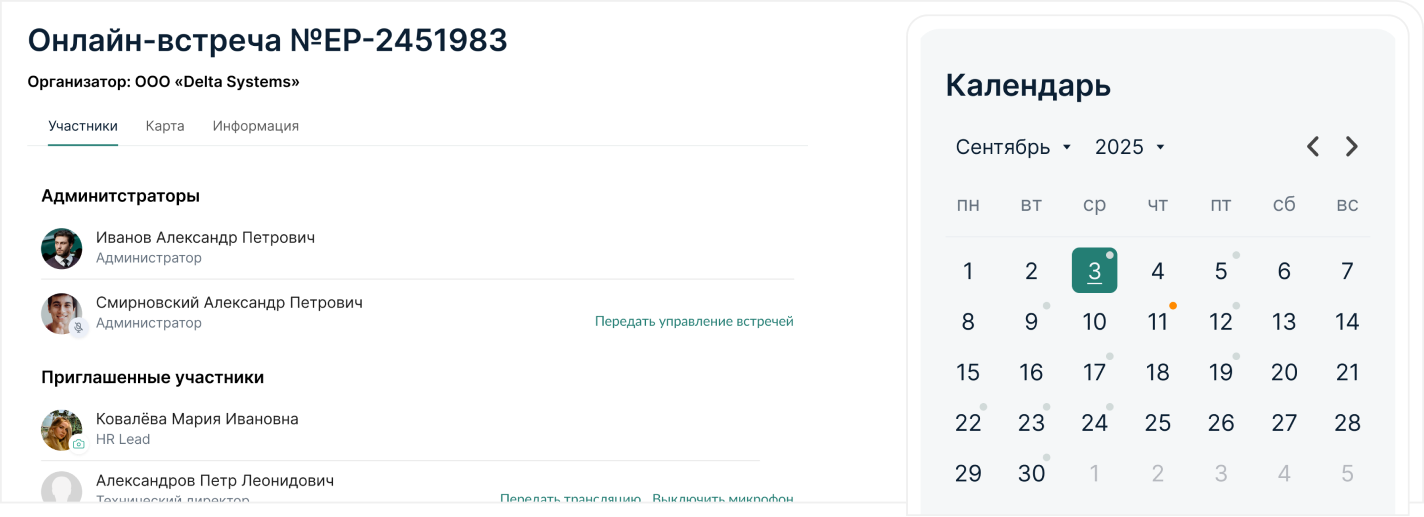 Онлайн-встреча №EP-2451983
Организатор: ООО «Delta Systems»
Участники Карта Информация
Админитстраторы
Иванов Александр Петрович
Администратор
Смирновский Александр Петрович
Администратор
Передать управление встречей
Приглашенные участники
Ковалёва Мария Ивановна
HR Lead
Александров Петр Леонидович
Технический директор
Передать трансляцию Выключить микрофон
Календарь
Сентябрь 2025
пн вт ср чт пт сб вс
1 2 3 4 5 6 7
8 9 10 11 12 13 14
15 16 17 18 19 20 21
22 23 24 25 26 27 28
29 30 1 2 3 4 5